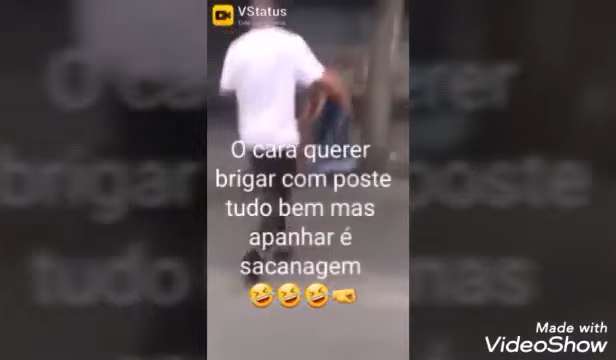 VStatus
O cara querer
brigar com poste
tudo bem mas
apanhar é
sacanagem
🤣🤣🤣🤜
Made with
VideoShow